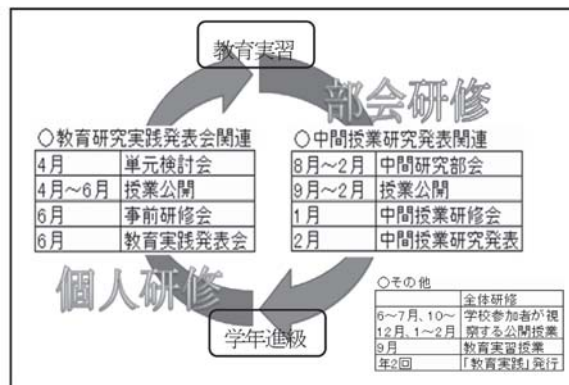 教育実習
部会研修
○教育研究実践発表会関連
4月 単元検討会
4月~6月 授業公開
6月 事前研修会
6月 教育実践発表会
○中間授業研究発表関連
8月~2月 中間研究部会
9月~2月 授業公開
1月 中間授業研修会
2月 中間授業研究発表
個人研修
学年進級
○その他
全体研修
6~7月、10~12月、1~2月 学校参加者が視察する公開授業
9月 教育実習授業
年2回 「教育実践」発行